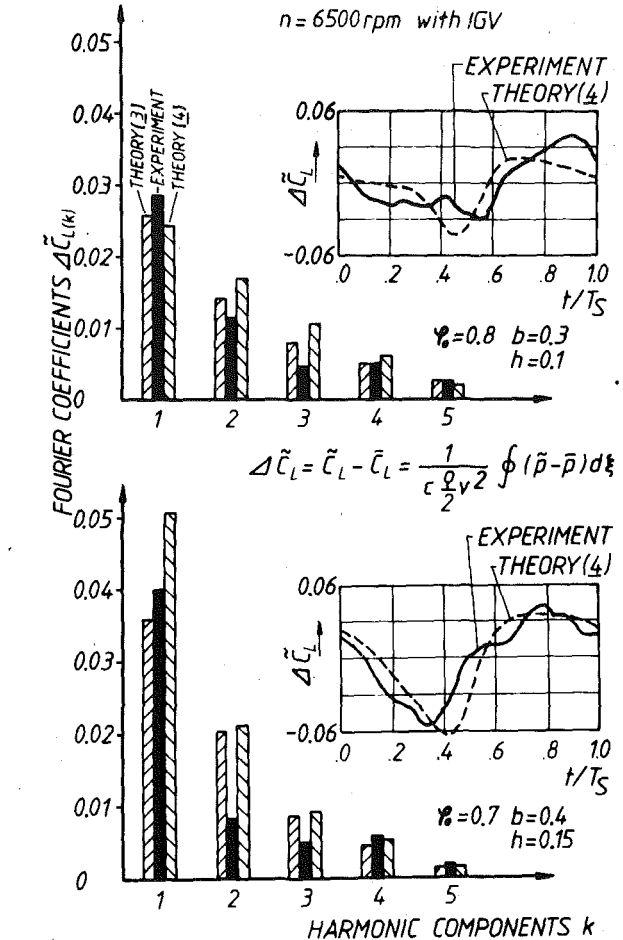 n = 6500 rpm with IGV
0.05
0.04
0.03
0.02
0.01
0
FOURIER COEFFICIENTS Δc̃L(k)
THEORY(3)
EXPERIMENT
THEORY (4)
1 2 3 4 5
EXPERIMENT
THEORY(4)
0.06
Δc̃L
-0.06
.0 .2 .4 .6 .8 1.0
t/TS
φ₀=0.8 b=0.3
h=0.1
Δc̃L = c̃L - c̄L = 1/(c ϱ/2 v²) ∮ (p̃-p̄)dξ
0.05
0.04
0.03
0.02
0.01
0
1 2 3 4 5
EXPERIMENT
THEORY(4)
0.06
Δc̃L
-0.06
.0 .2 .4 .6 .8 1.0
t/TS
φ₀=0.7 b=0.4
h=0.15
HARMONIC COMPONENTS k